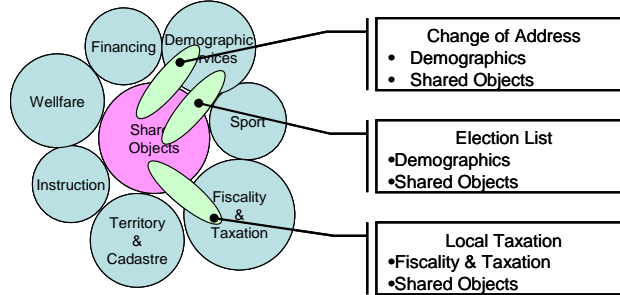 Financing
Demographic
rvices
Wellfare
Shar
Objects
Sport
Instruction
Fiscality
&
Taxation
Territory
&
Cadastre
Change of Address
• Demographics
• Shared Objects
Election List
•Demographics
•Shared Objects
Local Taxation
•Fiscality & Taxation
•Shared Objects